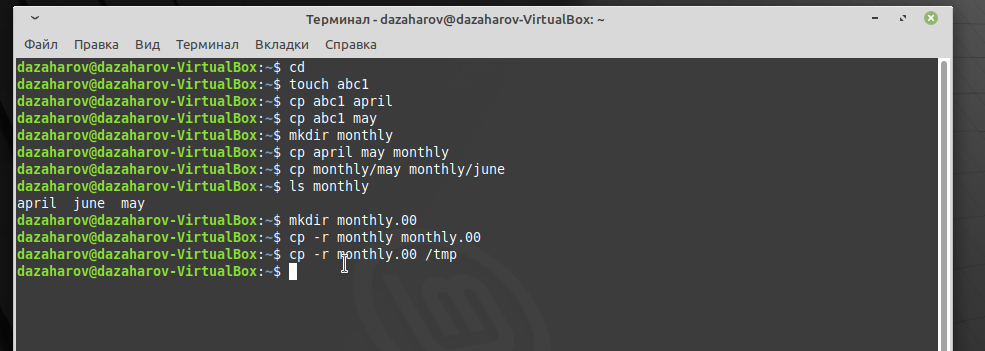 Терминал - dazaharov@dazaharov-VirtualBox: ~
Файл Правка Вид Терминал Вкладки Справка
dazaharov@dazaharov-VirtualBox:~$ cd
dazaharov@dazaharov-VirtualBox:~$ touch abc1
dazaharov@dazaharov-VirtualBox:~$ cp abc1 april
dazaharov@dazaharov-VirtualBox:~$ cp abc1 may
dazaharov@dazaharov-VirtualBox:~$ mkdir monthly
dazaharov@dazaharov-VirtualBox:~$ cp april may monthly
dazaharov@dazaharov-VirtualBox:~$ cp monthly/may monthly/june
dazaharov@dazaharov-VirtualBox:~$ ls monthly
april  june  may
dazaharov@dazaharov-VirtualBox:~$ mkdir monthly.00
dazaharov@dazaharov-VirtualBox:~$ cp -r monthly monthly.00
dazaharov@dazaharov-VirtualBox:~$ cp -r monthly.00 /tmp
dazaharov@dazaharov-VirtualBox:~$